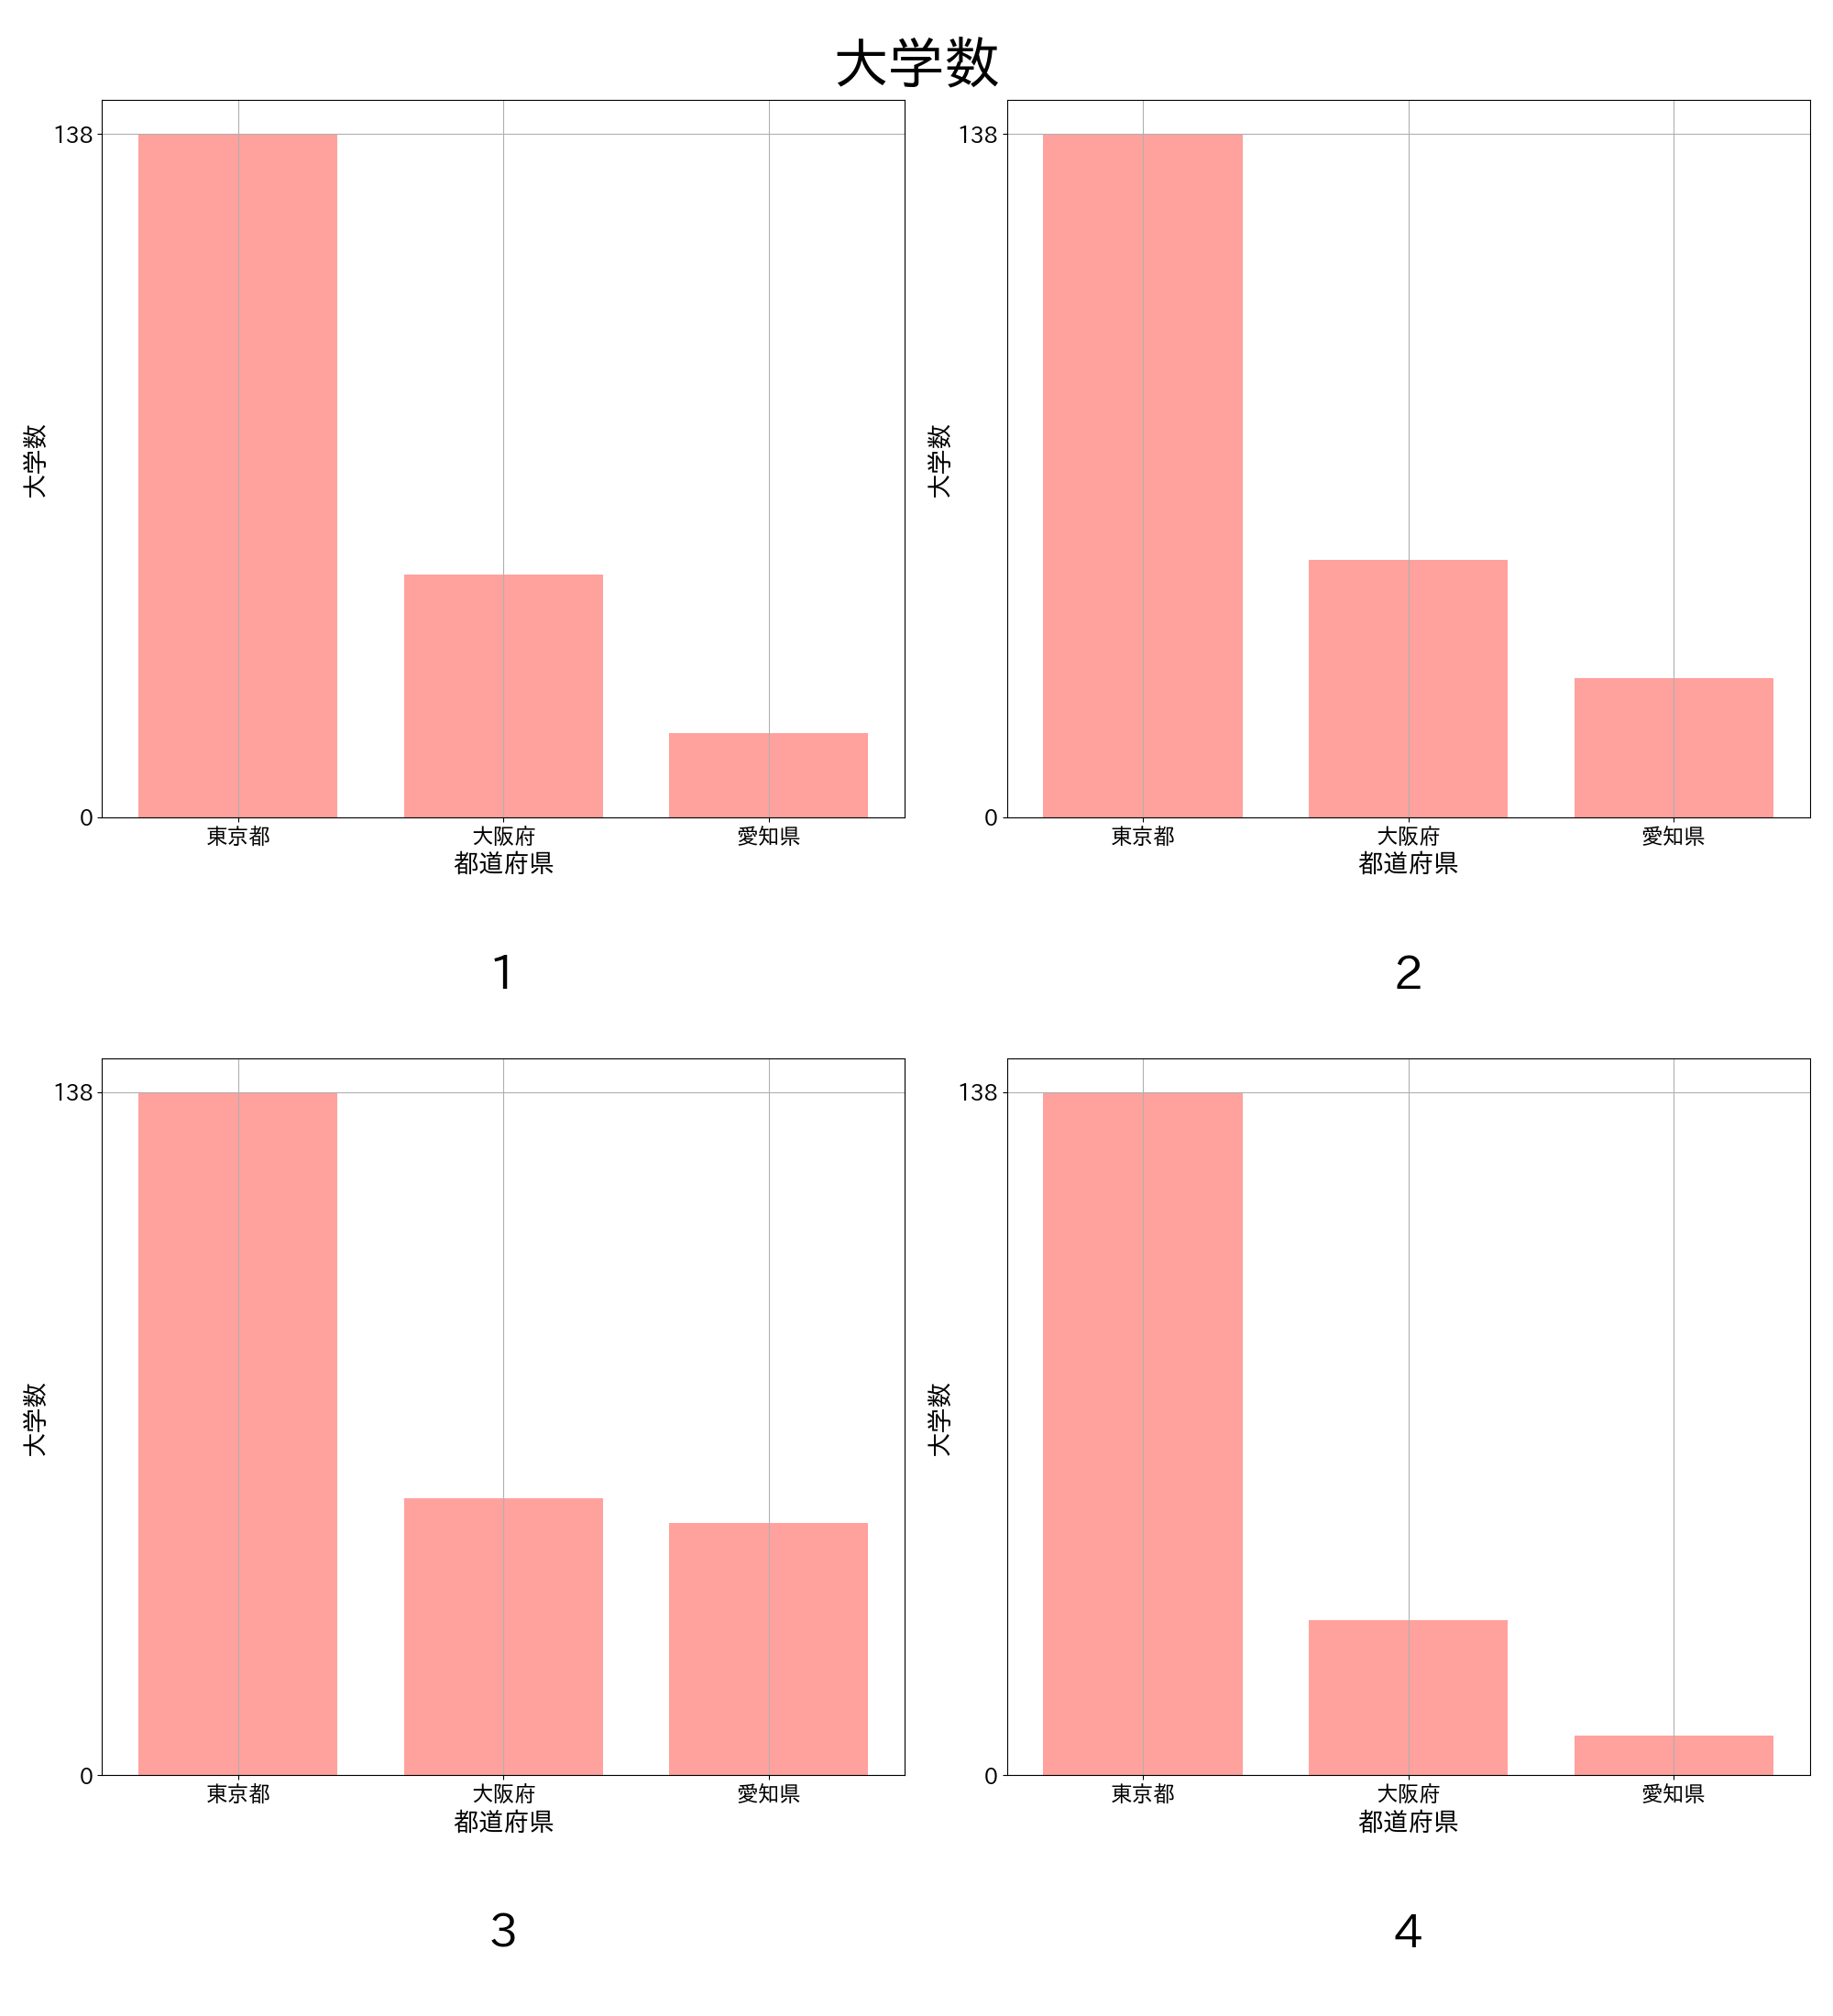 大学数
138
0
大学数
東京都 大阪府 愛知県
都道府県
1
138
0
大学数
東京都 大阪府 愛知県
都道府県
2
138
0
大学数
東京都 大阪府 愛知県
都道府県
3
138
0
大学数
東京都 大阪府 愛知県
都道府県
4